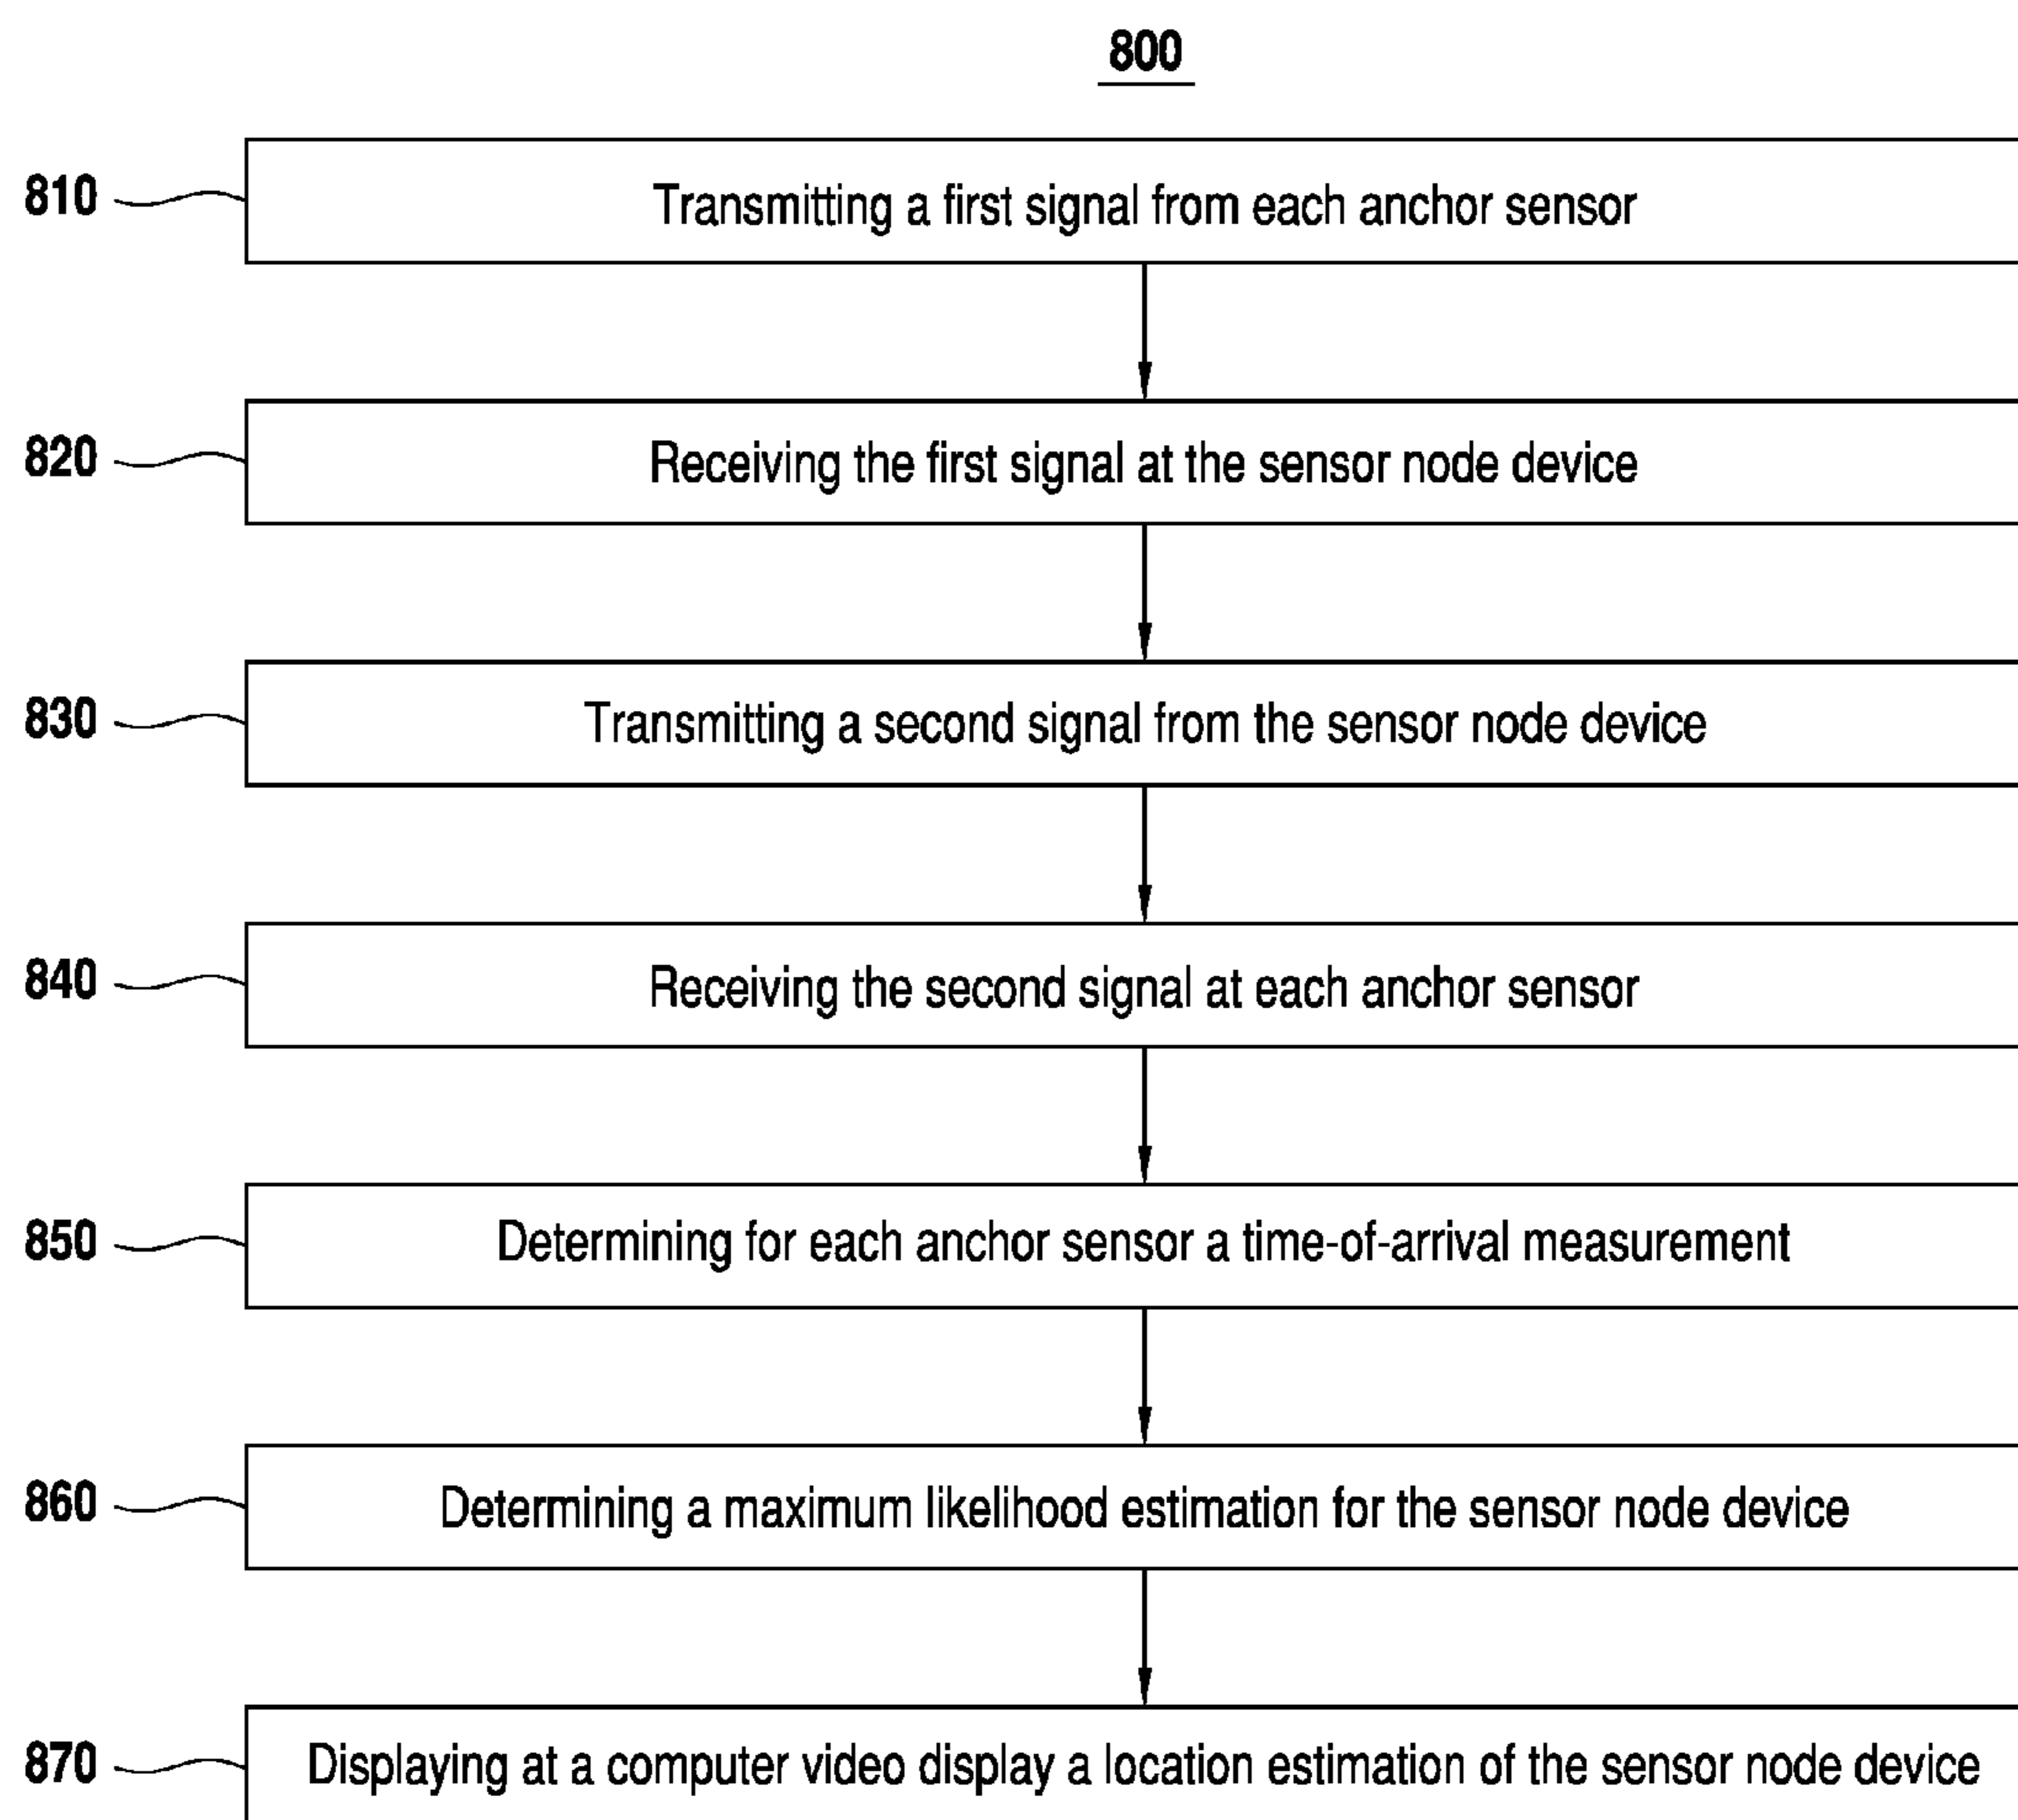 800
810 Transmitting a first signal from each anchor sensor
820 Receiving the first signal at the sensor node device
830 Transmitting a second signal from the sensor node device
840 Receiving the second signal at each anchor sensor
850 Determining for each anchor sensor a time-of-arrival measurement
860 Determining a maximum likelihood estimation for the sensor node device
870 Displaying at a computer video display a location estimation of the sensor node device